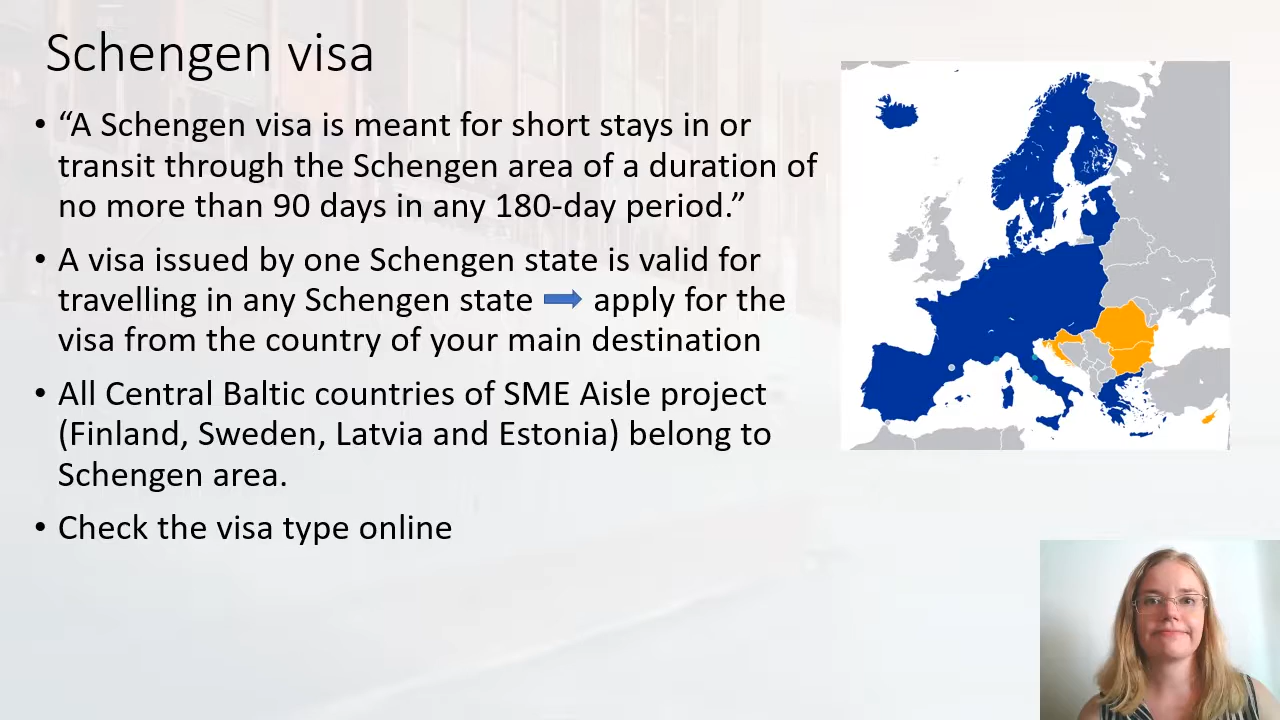 Schengen visa
• “A Schengen visa is meant for short stays in or
transit through the Schengen area of a duration of
no more than 90 days in any 180-day period.”
• A visa issued by one Schengen state is valid for
travelling in any Schengen state apply for the
visa from the country of your main destination
• All Central Baltic countries of SME Aisle project
(Finland, Sweden, Latvia and Estonia) belong to
Schengen area.
• Check the visa type online